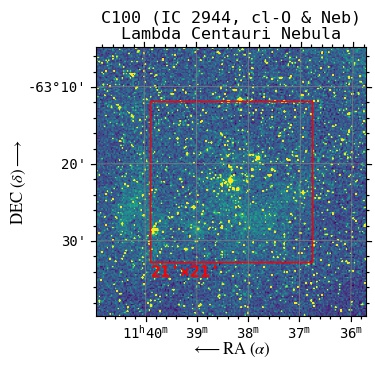 C100 (IC 2944, cl-O & Neb)
Lambda Centauri Nebula
-63°10'
20'
30'
DEC (δ) ⟶
21'×21'
11ʰ40ᵐ 39ᵐ 38ᵐ 37ᵐ 36ᵐ
⟵ RA (α)